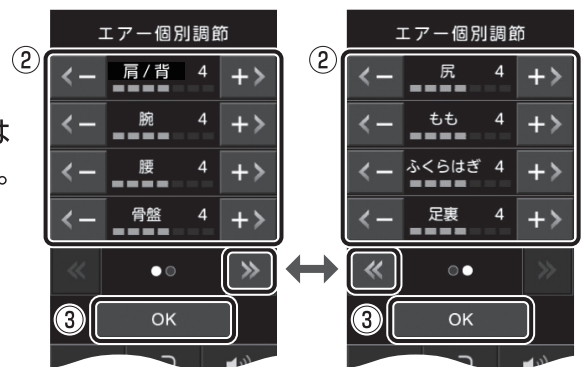 エアー個別調節
②
<− 肩/背 4 +>
<− 腕 4 +>
<− 腰 4 +>
<− 骨盤 4 +>
« »
③
OK
エアー個別調節
②
<− 尻 4 +>
<− もも 4 +>
<− ふくらはぎ 4 +>
<− 足裏 4 +>
« »
③
OK
は
。